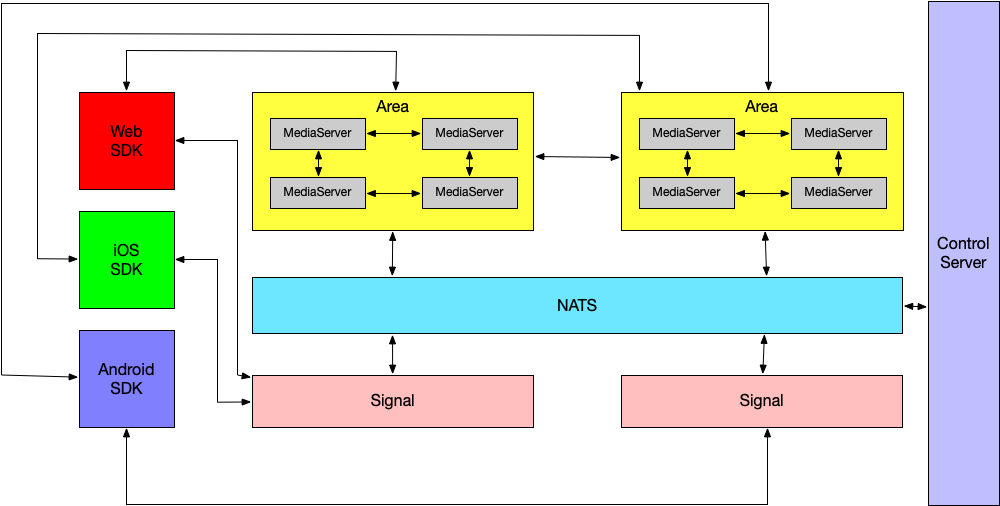 Web
SDK
iOS
SDK
Android
SDK
Area
MediaServer
MediaServer
MediaServer
MediaServer
Area
MediaServer
MediaServer
MediaServer
MediaServer
NATS
Signal
Signal
Control
Server